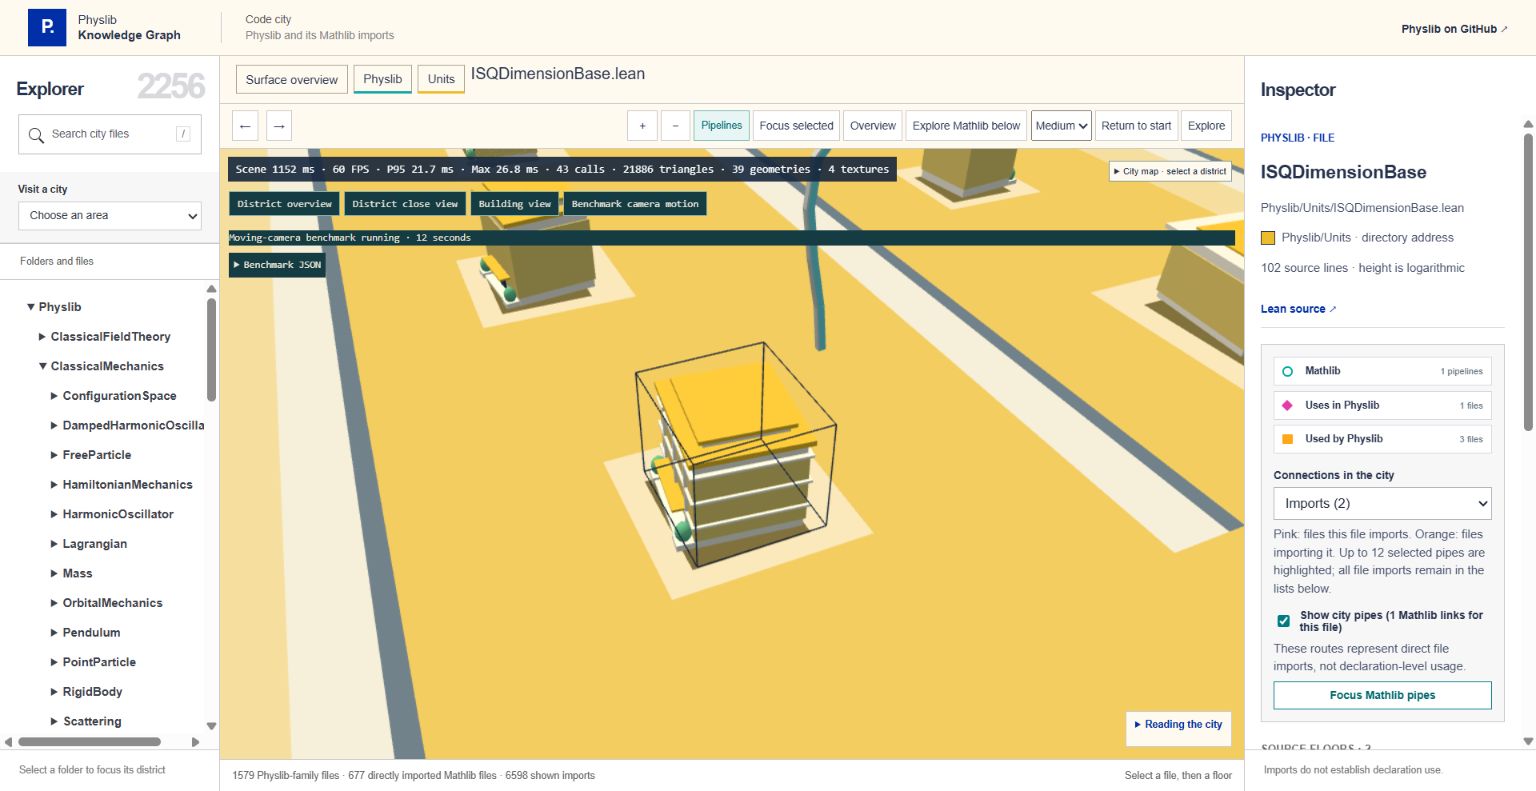 P.
Physlib
Knowledge Graph
Code city
Physlib and its Mathlib imports
Physlib on GitHub ↗
Explorer
2256
Search city files
/
Visit a city
Choose an area
Folders and files
▼ Physlib
▶ ClassicalFieldTheory
▼ ClassicalMechanics
▶ ConfigurationSpace
▶ DampedHarmonicOscilla
▶ FreeParticle
▶ HamiltonianMechanics
▶ HarmonicOscillator
▶ Lagrangian
▶ Mass
▶ OrbitalMechanics
▶ Pendulum
▶ PointParticle
▶ RigidBody
▶ Scattering
Select a folder to focus its district
Surface overview
Physlib
Units
ISQDimensionBase.lean
←
→
+
−
Pipelines
Focus selected
Overview
Explore Mathlib below
Medium
Return to start
Explore
Scene 1152 ms · 60 FPS · P95 21.7 ms · Max 26.8 ms · 43 calls · 21886 triangles · 39 geometries · 4 textures
▶ City map · select a district
District overview
District close view
Building view
Benchmark camera motion
Moving-camera benchmark running · 12 seconds
▶ Benchmark JSON
▶ Reading the city
1579 Physlib-family files · 677 directly imported Mathlib files · 6598 shown imports
Select a file, then a floor
Inspector
PHYSLIB · FILE
ISQDimensionBase
Physlib/Units/ISQDimensionBase.lean
Physlib/Units · directory address
102 source lines · height is logarithmic
Lean source ↗
Mathlib
1 pipelines
Uses in Physlib
1 files
Used by Physlib
3 files
Connections in the city
Imports (2)
Pink: files this file imports. Orange: files
importing it. Up to 12 selected pipes are
highlighted; all file imports remain in the
lists below.
Show city pipes (1 Mathlib links for
this file)
These routes represent direct file
imports, not declaration-level usage.
Focus Mathlib pipes
SOURCE FLOORS ·
Imports do not establish declaration use.